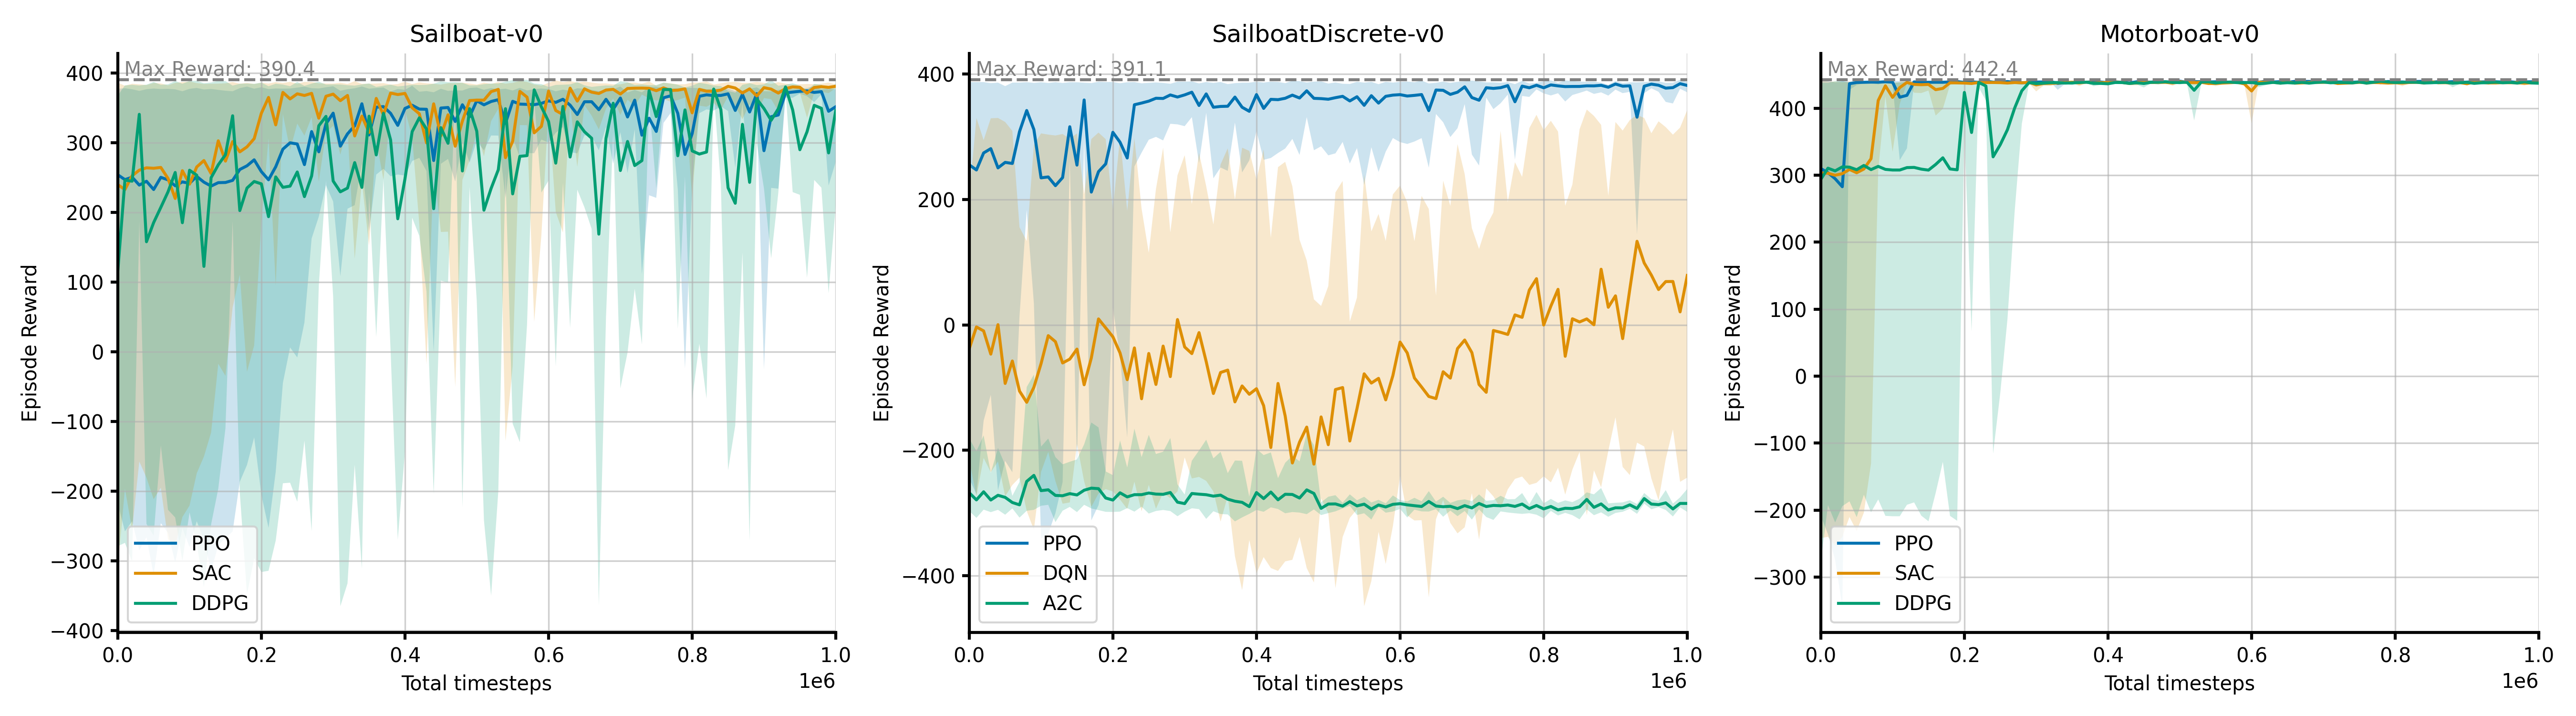 Sailboat-v0
Max Reward: 390.4
Episode Reward
400
300
200
100
0
−100
−200
−300
−400
PPO
SAC
DDPG
0.0 0.2 0.4 0.6 0.8 1.0
Total timesteps
1e6
SailboatDiscrete-v0
Max Reward: 391.1
Episode Reward
400
200
0
−200
−400
PPO
DQN
A2C
0.0 0.2 0.4 0.6 0.8 1.0
Total timesteps
1e6
Motorboat-v0
Max Reward: 442.4
Episode Reward
400
300
200
100
0
−100
−200
−300
PPO
SAC
DDPG
0.0 0.2 0.4 0.6 0.8 1.0
Total timesteps
1e6